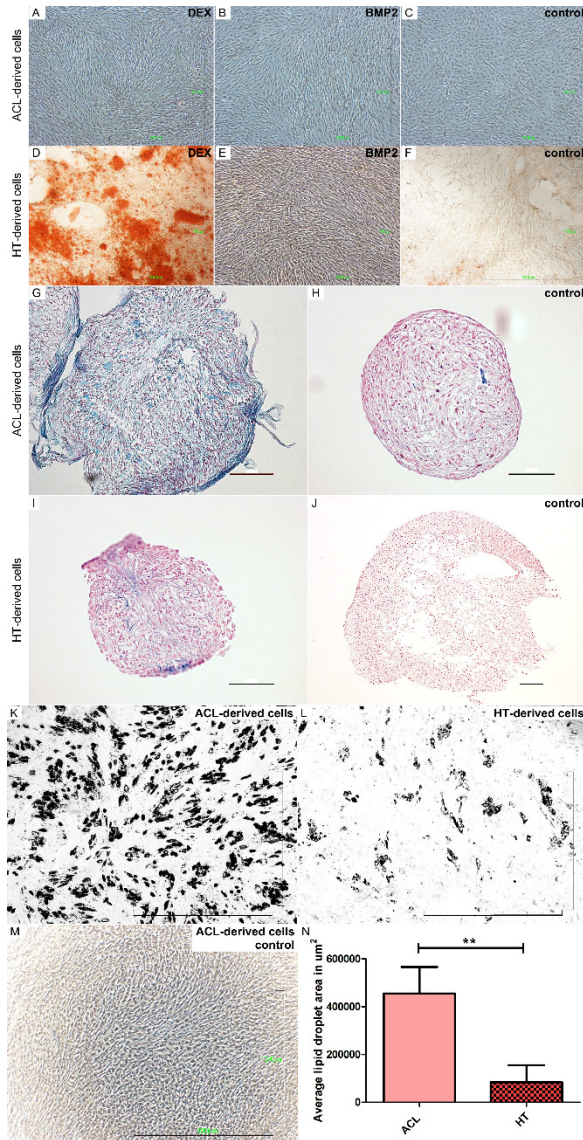 A DEX B BMP2 C control
ACL-derived cells
D DEX E BMP2 F control
HT-derived cells
G H control
ACL-derived cells
I J control
HT-derived cells
K ACL-derived cells L HT-derived cells
M ACL-derived cells
control
N **
Average lipid droplet area in um²
600000
400000
200000
0
ACL HT